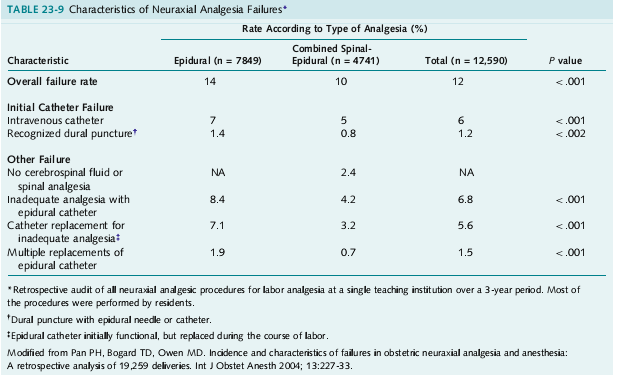 TABLE 23-9 Characteristics of Neuraxial Analgesia Failures*
Rate According to Type of Analgesia (%)
Characteristic Epidural (n = 7849) Combined Spinal-Epidural (n = 4741) Total (n = 12,590) P value
Overall failure rate 14 10 12 <.001
Initial Catheter Failure
Intravenous catheter 7 5 6 <.001
Recognized dural puncture† 1.4 0.8 1.2 <.002
Other Failure
No cerebrospinal fluid or NA 2.4 NA
spinal analgesia
Inadequate analgesia with 8.4 4.2 6.8 <.001
epidural catheter
Catheter replacement for 7.1 3.2 5.6 <.001
inadequate analgesia‡
Multiple replacements of 1.9 0.7 1.5 <.001
epidural catheter
*Retrospective audit of all neuraxial analgesic procedures for labor analgesia at a single teaching institution over a 3-year period. Most of
the procedures were performed by residents.
†Dural puncture with epidural needle or catheter.
‡Epidural catheter initially functional, but replaced during the course of labor.
Modified from Pan PH, Bogard TD, Owen MD. Incidence and characteristics of failures in obstetric neuraxial analgesia and anesthesia:
A retrospective analysis of 19,259 deliveries. Int J Obstet Anesth 2004; 13:227-33.